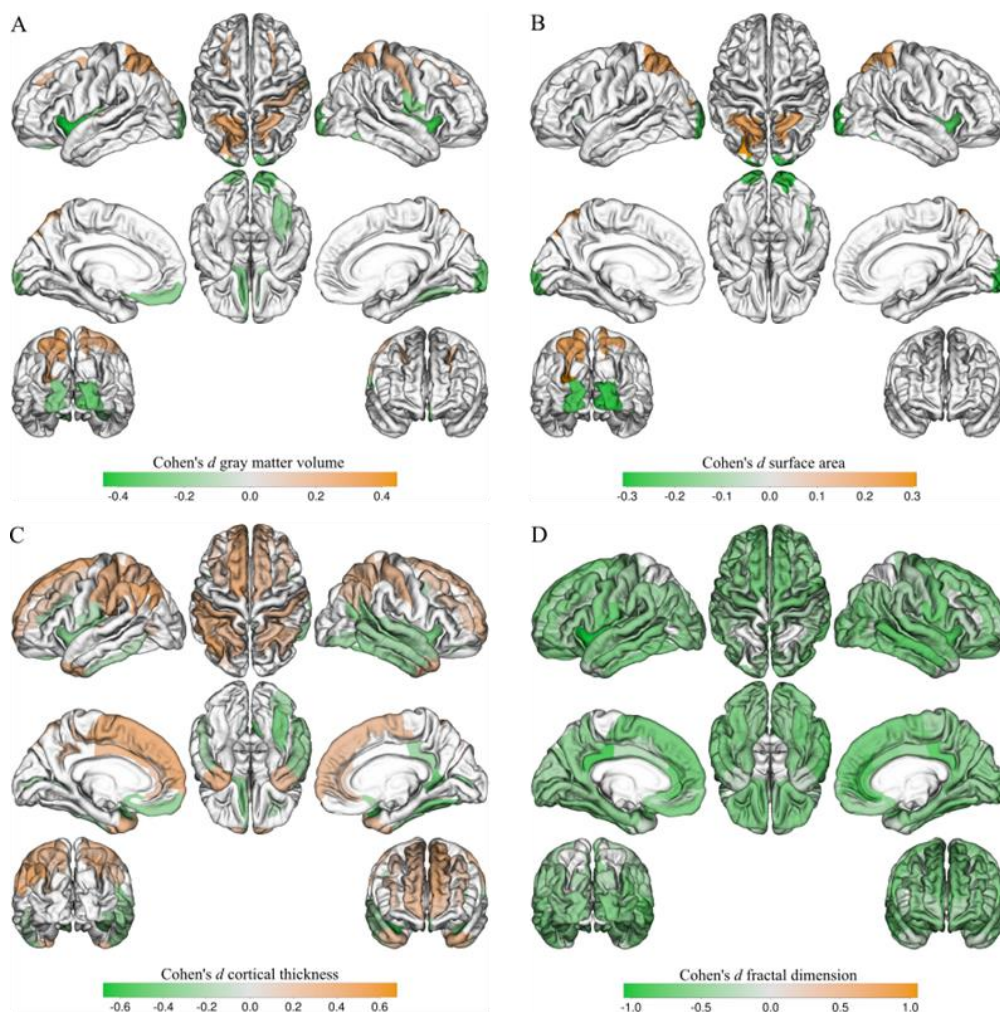 A
B
Cohen's d gray matter volume
-0.4 -0.2 0.0 0.2 0.4
Cohen's d surface area
-0.3 -0.2 -0.1 0.0 0.1 0.2 0.3
C
D
Cohen's d cortical thickness
-0.6 -0.4 -0.2 0.0 0.2 0.4 0.6
Cohen's d fractal dimension
-1.0 -0.5 0.0 0.5 1.0